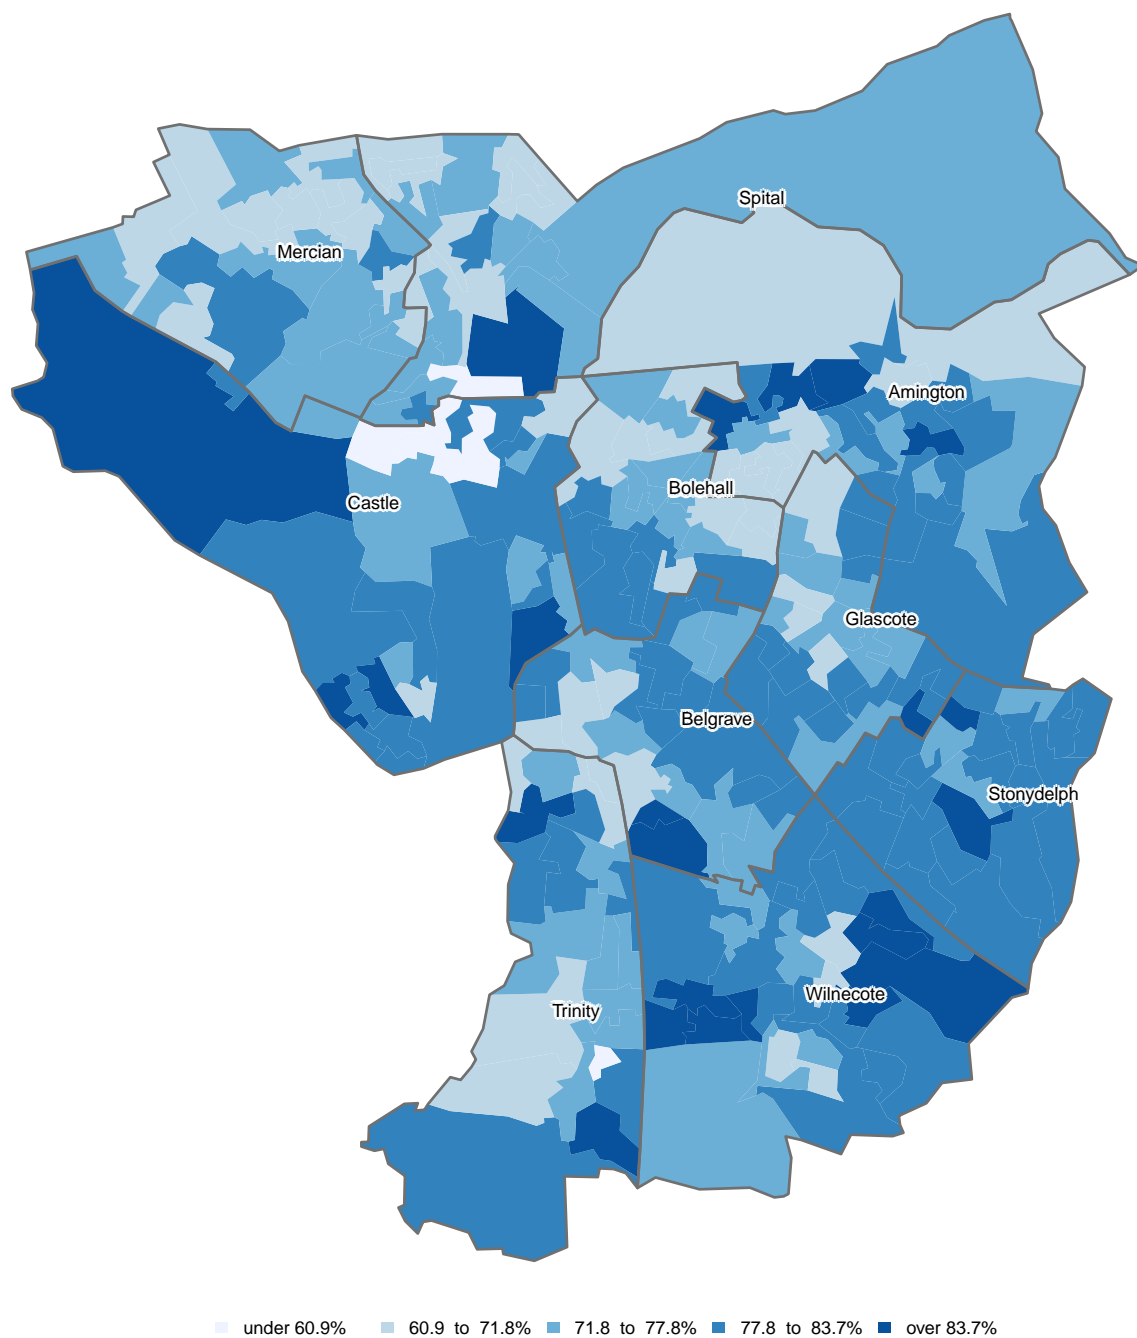 Spital
Mercian
Amington
Bolehall
Castle
Glascote
Belgrave
Stonydelph
Wilnecote
Trinity
under 60.9% 60.9 to 71.8% 71.8 to 77.8% 77.8 to 83.7% over 83.7%